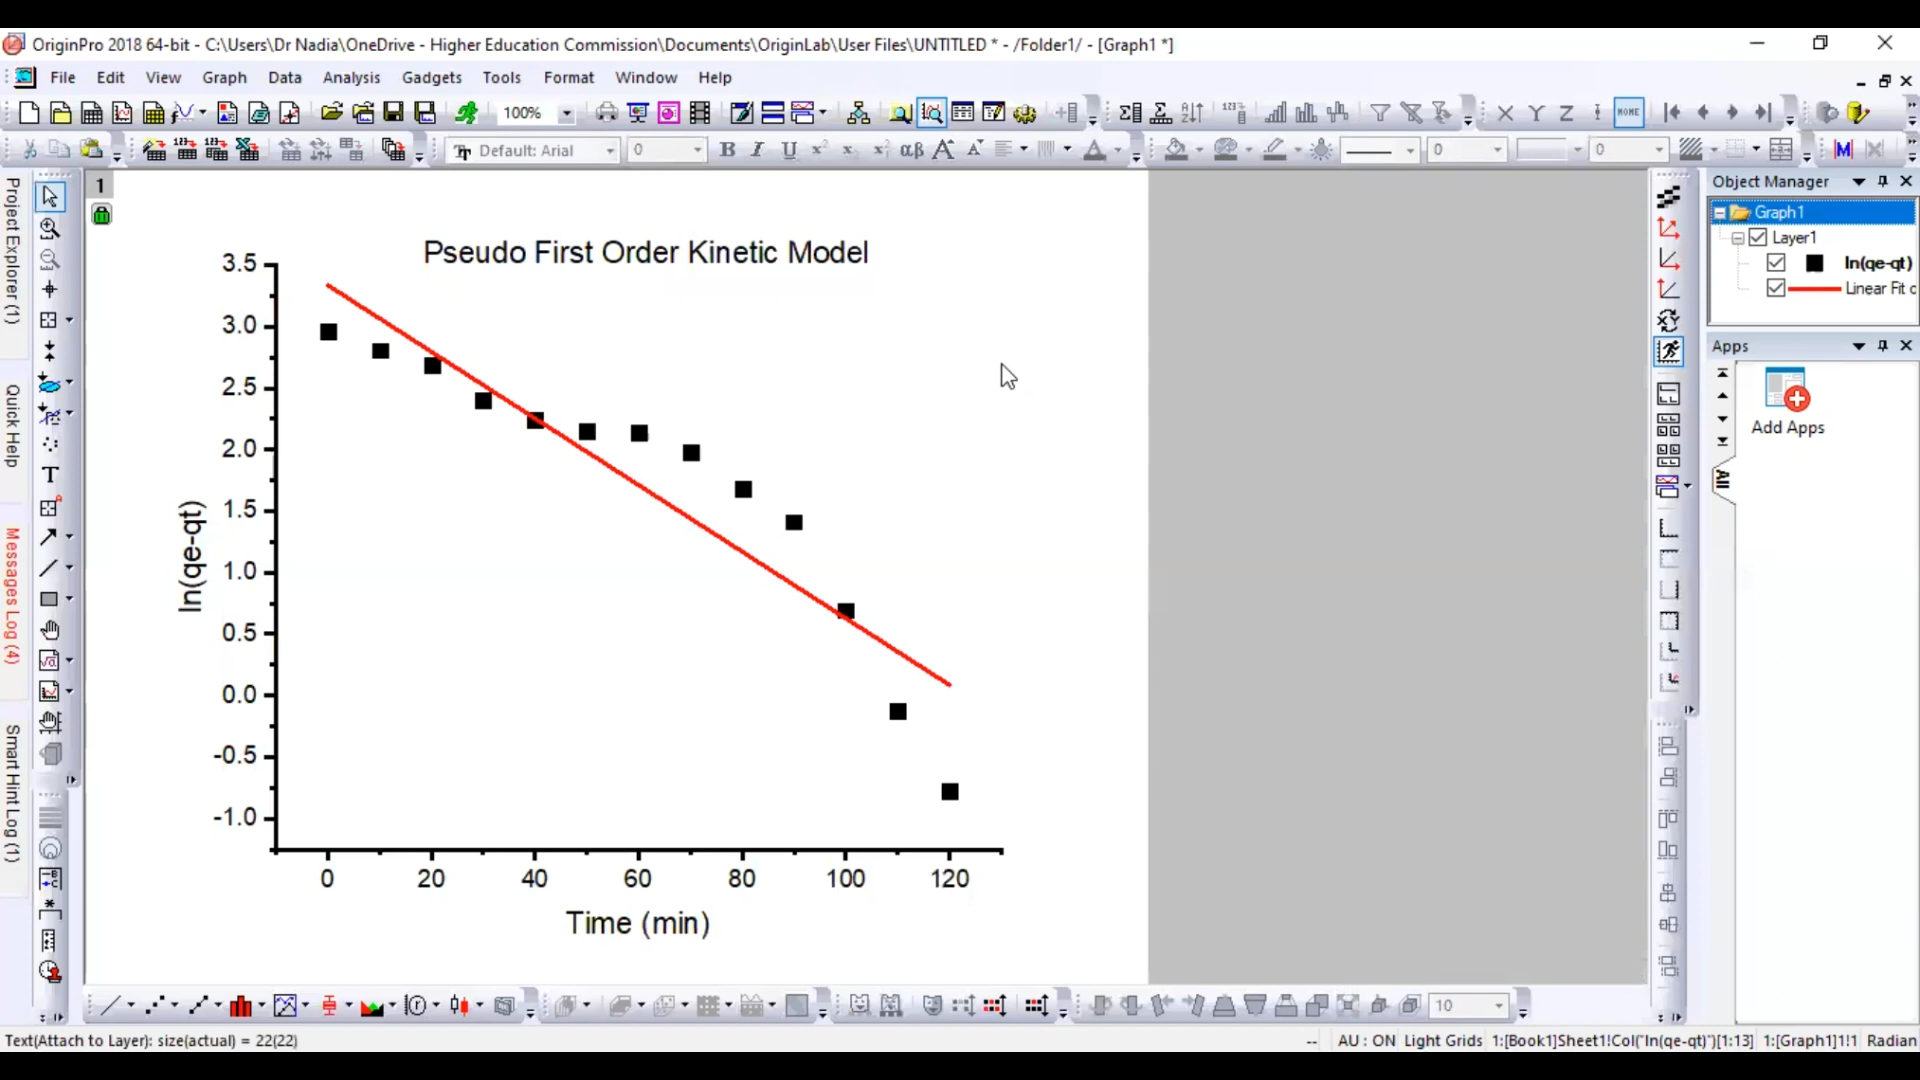 OriginPro 2018 64-bit - C:\Users\Dr Nadia\OneDrive - Higher Education Commission\Documents\OriginLab\User Files\UNTITLED * - /Folder1/ - [Graph1 *]
File Edit View Graph Data Analysis Gadgets Tools Format Window Help
100%
HOME
Default: Arial 0 B I U αβ A A A 0 0 M
Project Explorer (1)
Quick Help
Messages Log (4)
Smart Hint Log (1)
1
Pseudo First Order Kinetic Model
3.5
3.0
2.5
2.0
1.5
1.0
0.5
0.0
-0.5
-1.0
ln(qe-qt)
0 20 40 60 80 100 120
Time (min)
Object Manager
Graph1
Layer1
ln(qe-qt)
Linear Fit
Apps
Add Apps
All
10
Text(Attach to Layer): size(actual) = 22(22)
-- AU : ON Light Grids 1:[Book1]Sheet1!Col("ln(qe-qt)")[1:13] 1:[Graph1]1!1 Radian